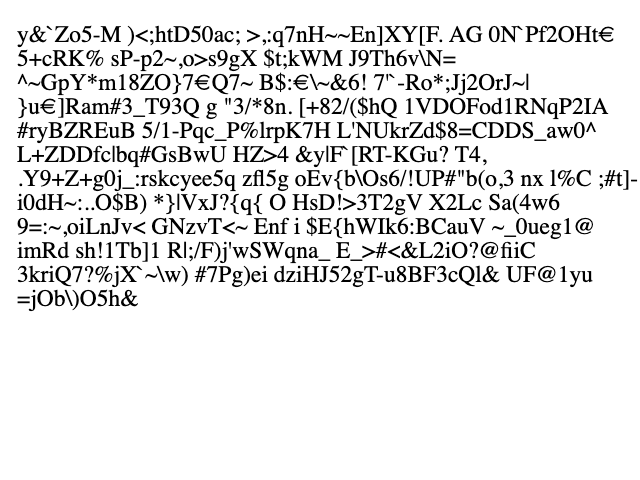 y&`Zo5-M )<;htD50ac; >,:q7nH~~En]XY[F. AG 0N`Pf2OHt€
5+cRK% sP-p2~,o>s9gX $t;kWM J9Th6v\N=
^~GpY*m18ZO}7€Q7~ B$:€\~&6! 7'`-Ro*;Jj2OrJ~|
}u€]Ram#3_T93Q g "3/*8n. [+82/($hQ 1VDOFod1RNqP2IA
#ryBZREuB 5/1-Pqc_P%lrpK7H L'NUkrZd$8=CDDS_aw0^
L+ZDDfc|bq#GsBwU HZ>4 &y|F`[RT-KGu? T4,
.Y9+Z+g0j_:rskcyee5q zfl5g oEv{b\Os6/!UP#"b(o,3 nx l%C ;#t]-
i0dH~:..O$B) *}|VxJ?{q{ O HsD!>3T2gV X2Lc Sa(4w6
9=:~,oiLnJv< GNzvT<~ Enf i $E{hWIk6:BCauV ~_0ueg1@
imRd sh!1Tb]1 R|;/F)j'wSWqna_ E_>#<&L2iO?@fiiC
3kriQ7?%jX`~\w) #7Pg)ei dziHJ52gT-u8BF3cQl& UF@1yu
=jOb\)O5h&